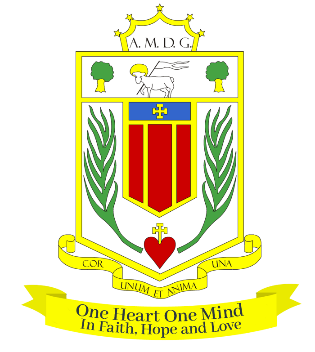 A. M. D. G.
COR UNA
UNUM ET ANIMA
One Heart One Mind
In Faith, Hope and Love